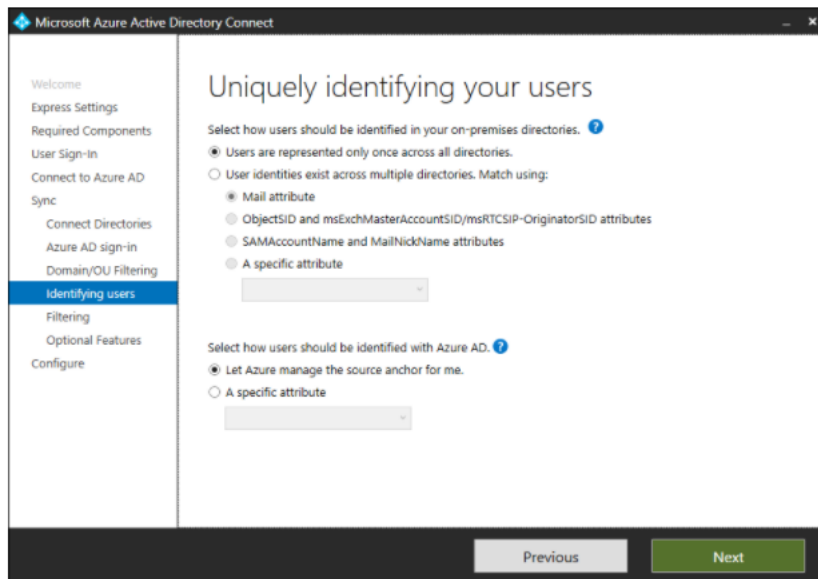 Microsoft Azure Active Directory Connect
Welcome
Express Settings
Required Components
User Sign-In
Connect to Azure AD
Sync
Connect Directories
Azure AD sign-in
Domain/OU Filtering
Identifying users
Filtering
Optional Features
Configure
Uniquely identifying your users
Select how users should be identified in your on-premises directories. ?
Users are represented only once across all directories.
User identities exist across multiple directories. Match using:
Mail attribute
ObjectSID and msExchMasterAccountSID/msRTCSIP-OriginatorSID attributes
SAMAccountName and MailNickName attributes
A specific attribute
Select how users should be identified with Azure AD. ?
Let Azure manage the source anchor for me.
A specific attribute
Previous
Next